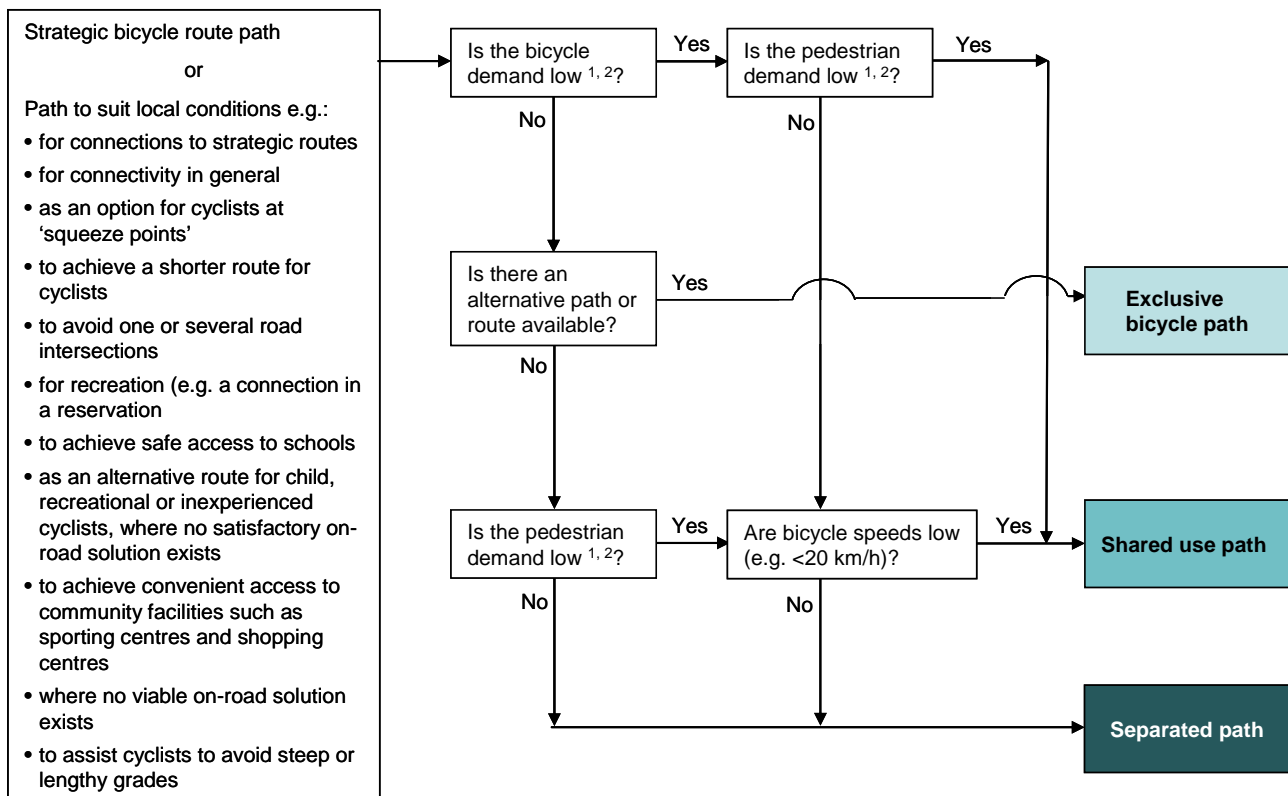 Strategic bicycle route path
or
Path to suit local conditions e.g.:
• for connections to strategic routes
• for connectivity in general
• as an option for cyclists at
‘squeeze points’
• to achieve a shorter route for
cyclists
• to avoid one or several road
intersections
• for recreation (e.g. a connection in
a reservation
• to achieve safe access to schools
• as an alternative route for child,
recreational or inexperienced
cyclists, where no satisfactory on-
road solution exists
• to achieve convenient access to
community facilities such as
sporting centres and shopping
centres
• where no viable on-road solution
exists
• to assist cyclists to avoid steep or
lengthy grades
Is the bicycle
demand low 1, 2?
Yes
Is the pedestrian
demand low 1, 2?
Yes
No
No
Is there an
alternative path or
route available?
Yes
Exclusive
bicycle path
No
Is the pedestrian
demand low 1, 2?
Yes
Are bicycle speeds low
(e.g. <20 km/h)?
Yes
Shared use path
No
No
Separated path